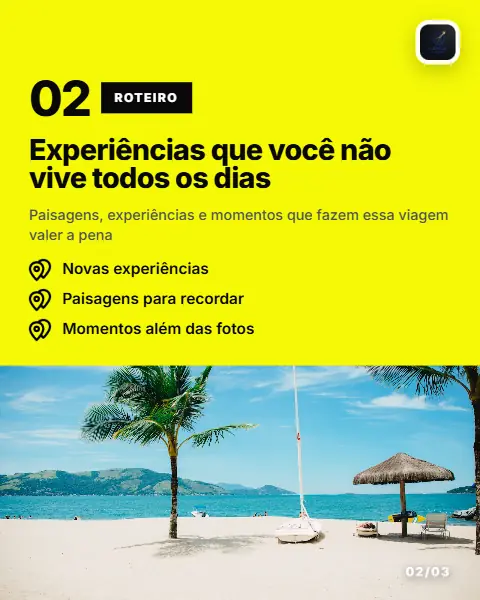 02
ROTEIRO
Experiências que você não
vive todos os dias
Paisagens, experiências e momentos que fazem essa viagem
valer a pena
Novas experiências
Paisagens para recordar
Momentos além das fotos
02/03